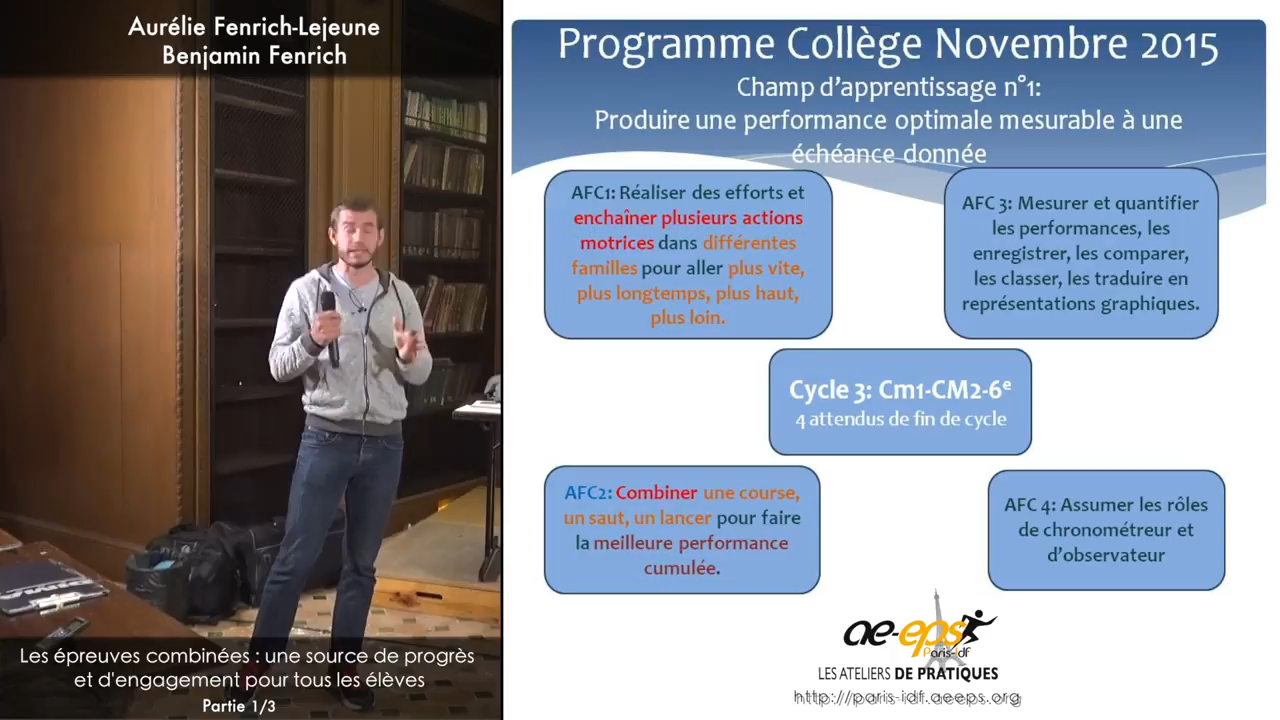 Aurélie Fenrich-Lejeune
Benjamin Fenrich
Les épreuves combinées : une source de progrès
et d'engagement pour tous les élèves
Partie 1/3
Programme Collège Novembre 2015
Champ d'apprentissage n°1:
Produire une performance optimale mesurable à une
échéance donnée
AFC1: Réaliser des efforts et
enchaîner plusieurs actions
motrices dans différentes
familles pour aller plus vite,
plus longtemps, plus haut,
plus loin.
AFC 3: Mesurer et quantifier
les performances, les
enregistrer, les comparer,
les classer, les traduire en
représentations graphiques.
Cycle 3: Cm1-CM2-6e
4 attendus de fin de cycle
AFC2: Combiner une course,
un saut, un lancer pour faire
la meilleure performance
cumulée.
AFC 4: Assumer les rôles
de chronométreur et
d'observateur
ae-eps
Paris-Idf
LES ATELIERS DE PRATIQUES
http://paris-idf.aeeps.org